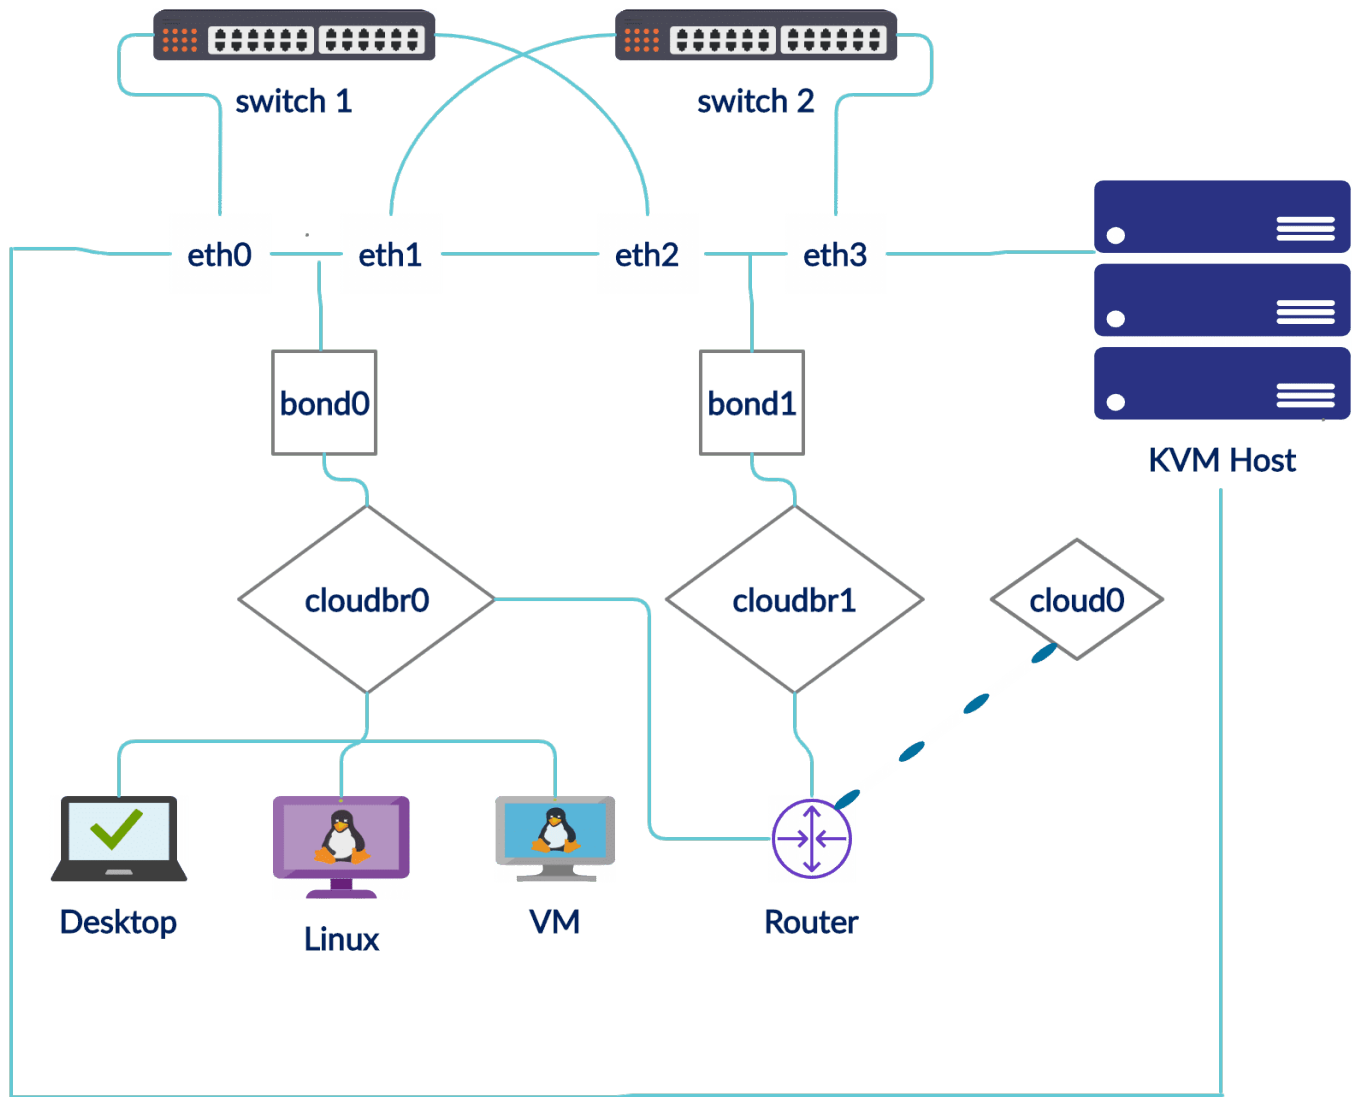 switch 1
switch 2
eth0
eth1
eth2
eth3
bond0
bond1
KVM Host
cloudbr0
cloudbr1
cloud0
Desktop
Linux
VM
Router